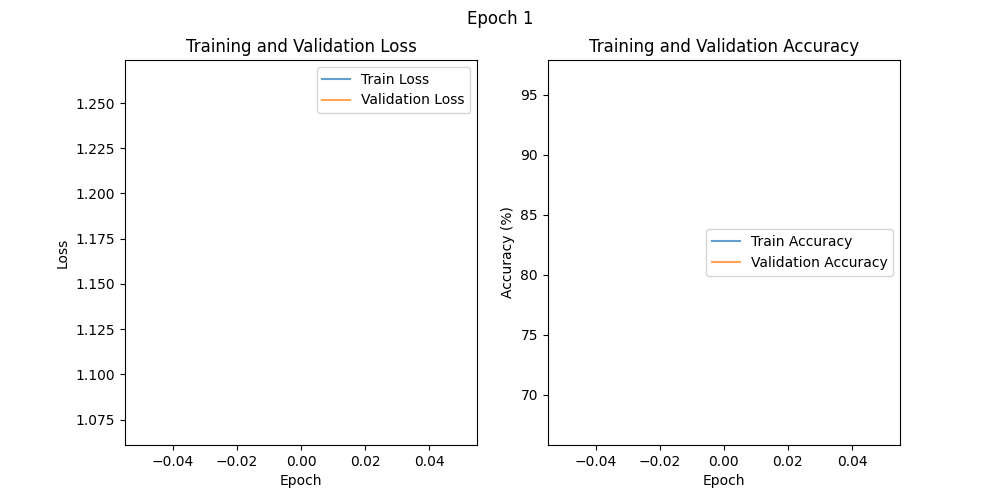 Epoch 1
Training and Validation Loss
Train Loss
Validation Loss
1.250
1.225
1.200
1.175
1.150
1.125
1.100
1.075
Loss
−0.04 −0.02 0.00 0.02 0.04
Epoch
Training and Validation Accuracy
95
90
85
80
75
70
Accuracy (%)
Train Accuracy
Validation Accuracy
−0.04 −0.02 0.00 0.02 0.04
Epoch